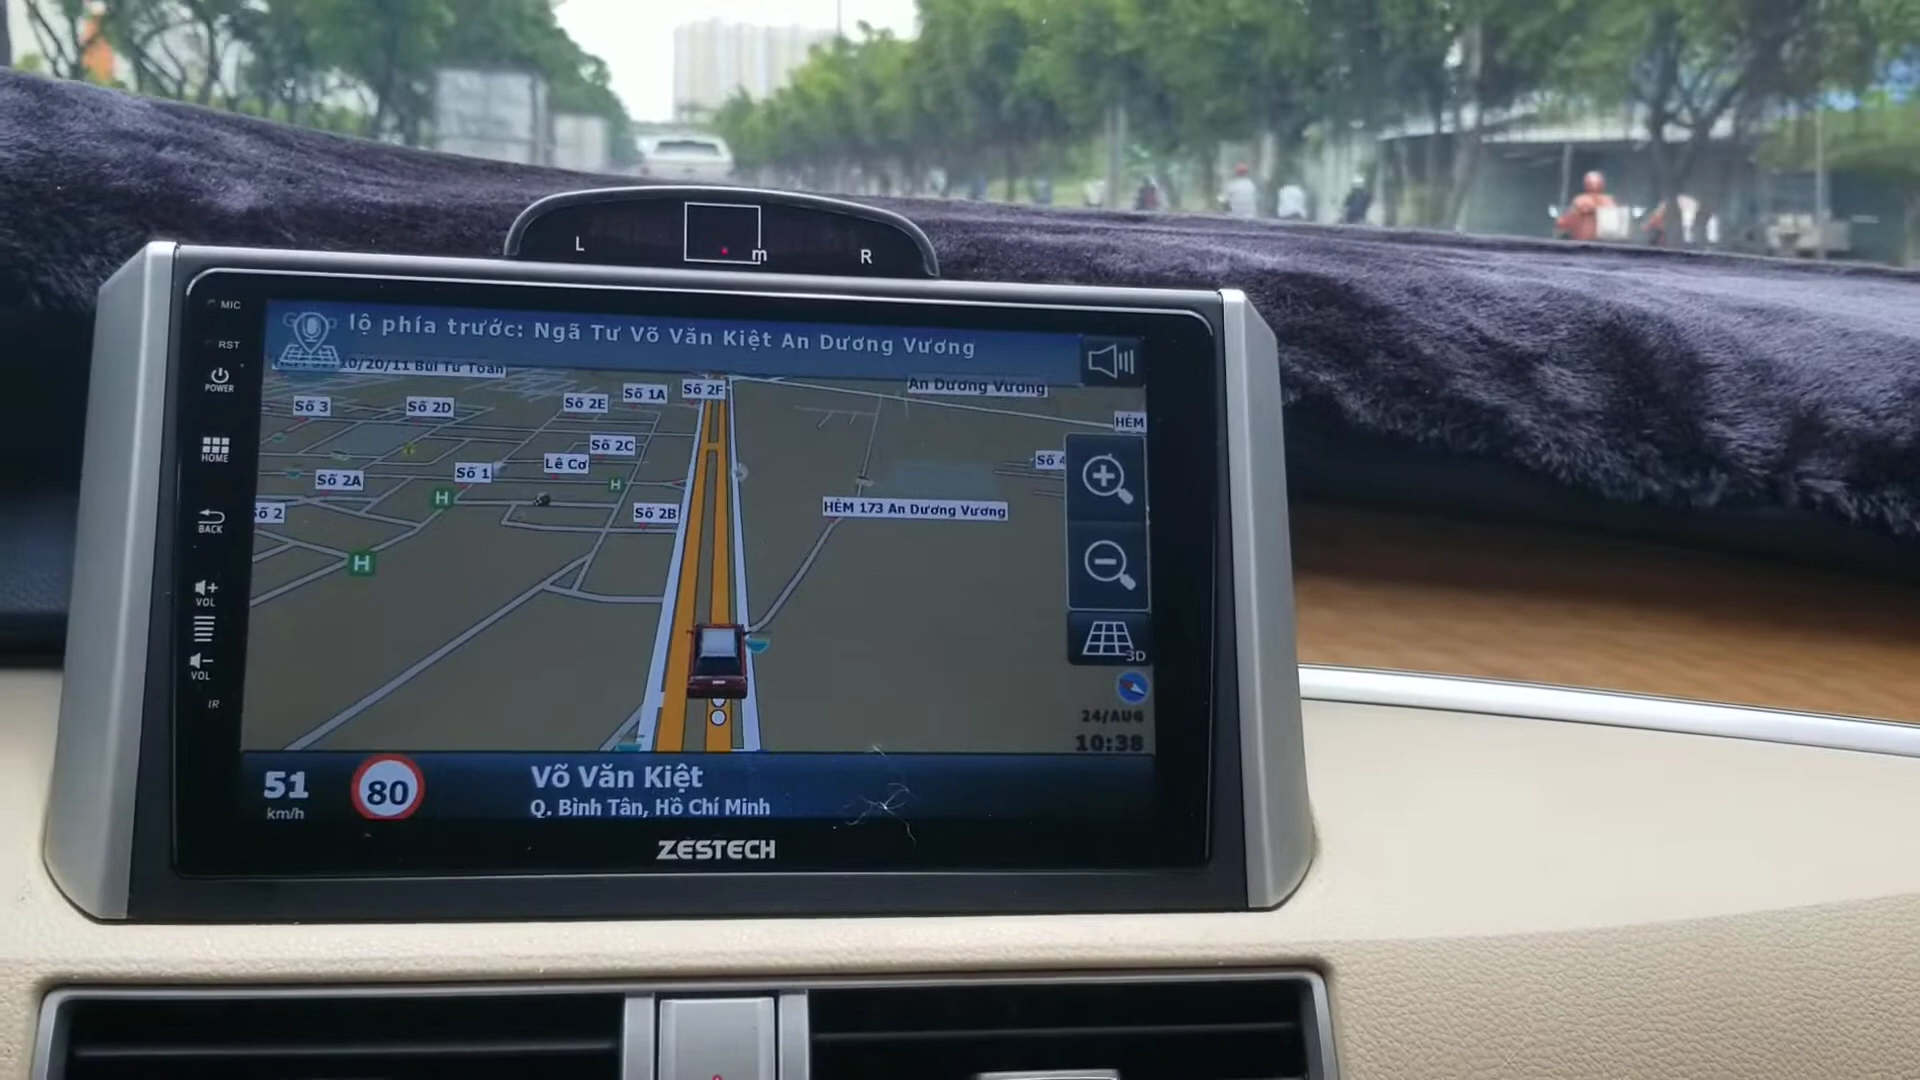 L
m
R
MIC
RST
POWER
HOME
BACK
VOL
VOL
IR
lộ phía trước: Ngã Tư Võ Văn Kiệt An Dương Vương
10/20/11 Bùi Tư Toàn
An Dương Vương
Số 3
Số 2D
Số 2E
Số 1A
Số 2F
HẺM
Số 2C
Số 4
Số 2A
Số 1
Lê Cơ
H
H
Số 2
Số 2B
HẺM 173 An Dương Vương
H
3D
24/AUG
10:38
51
km/h
80
Võ Văn Kiệt
Q. Bình Tân, Hồ Chí Minh
ZESTECH